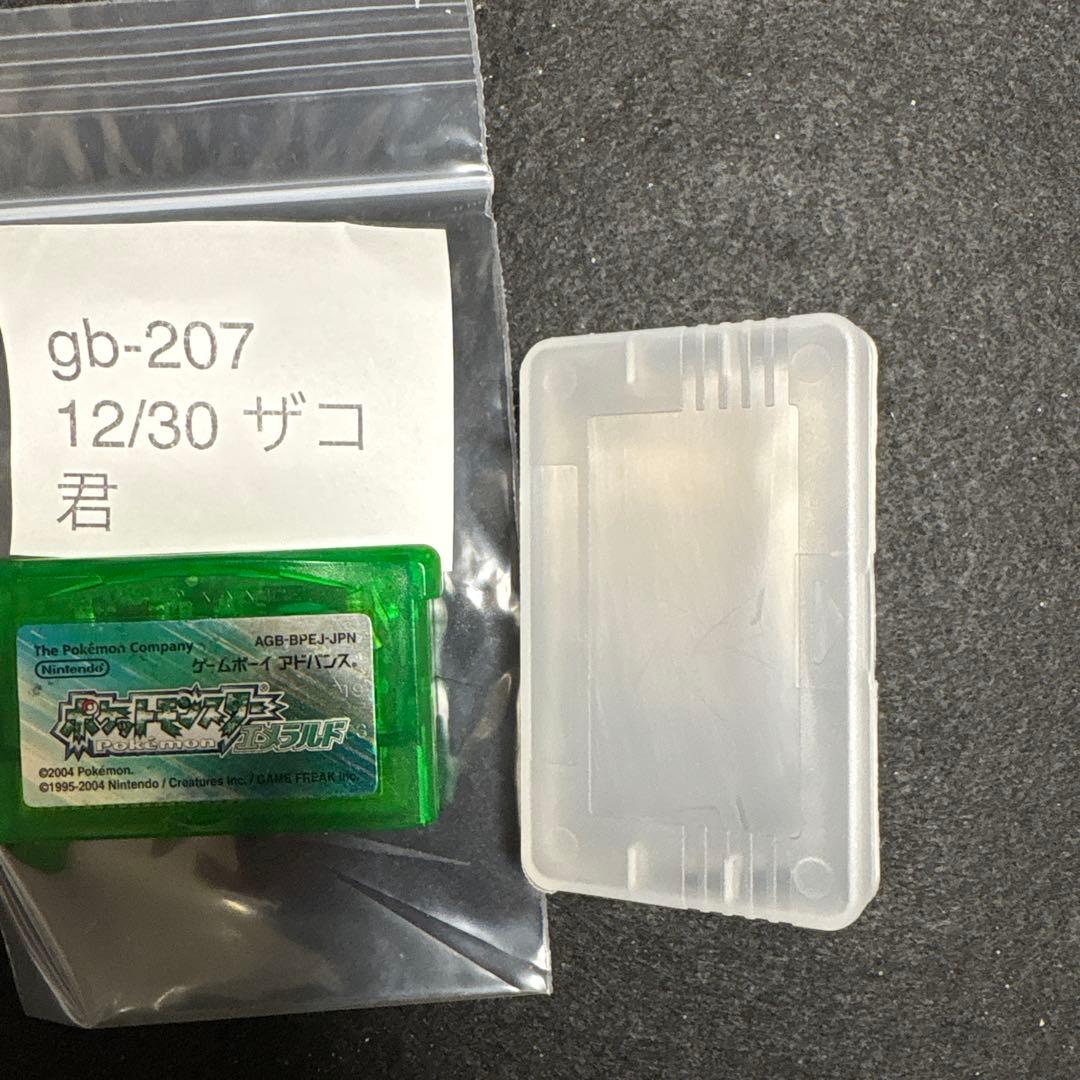 gb-207
12/30 ザコ
君
The Pokémon Company
AGB-BPEJ-JPN
Nintendo
ゲームボーイ アドバンス®
19
ポケットモンスター
Pokémon
エメラルド
©2004 Pokémon.
©1995-2004 Nintendo / Creatures inc. / GAME FREAK inc.